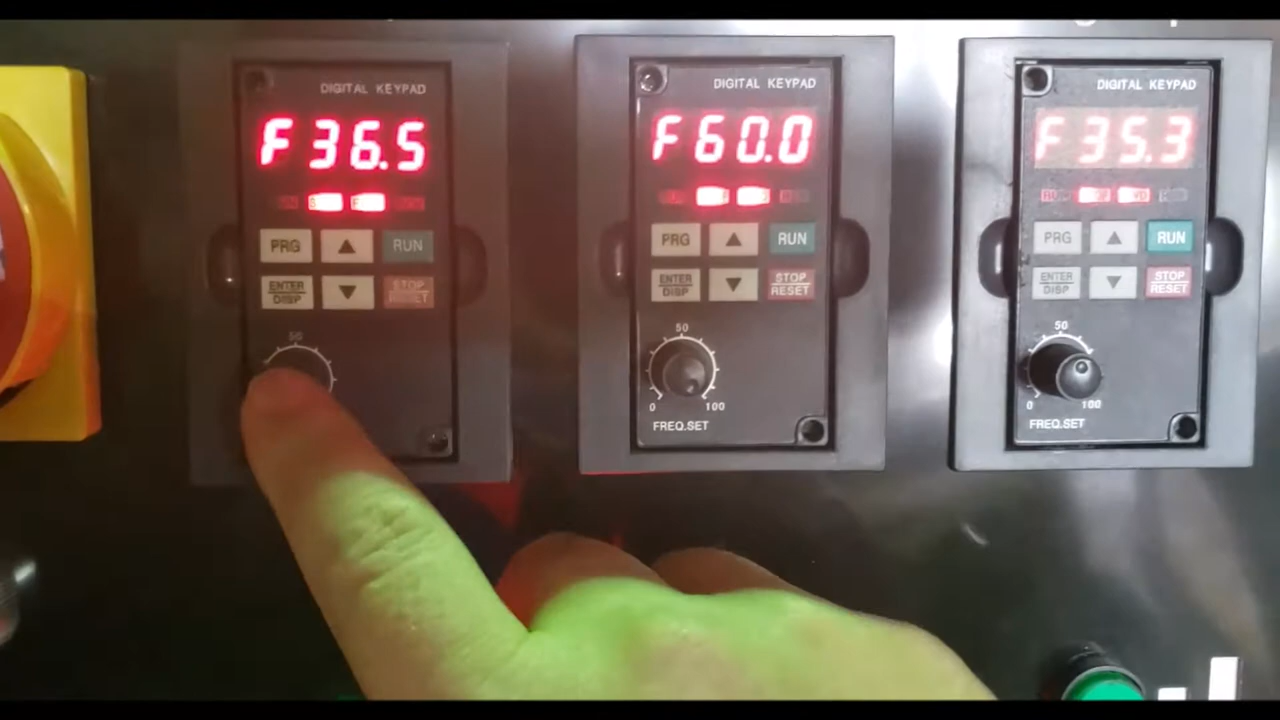 DIGITAL KEYPAD
F 36.5
PRG ▲ RUN
ENTER
DISP ▼ STOP
RESET
50
DIGITAL KEYPAD
F60.0
PRG ▲ RUN
ENTER
DISP ▼ STOP
RESET
50
0 100
FREQ.SET
DIGITAL KEYPAD
F 35.3
PRG ▲ RUN
ENTER
DISP ▼ STOP
RESET
50
0 100
FREQ.SET